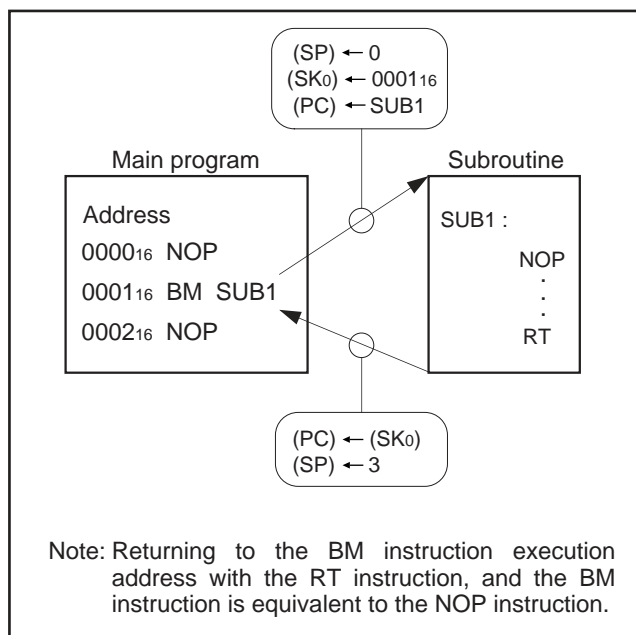 (SP) ← 0
(SK₀) ← 0001₁₆
(PC) ← SUB1
Main program
Subroutine
Address
0000₁₆ NOP
0001₁₆ BM SUB1
0002₁₆ NOP
SUB1 :
NOP
.
.
.
RT
(PC) ← (SK₀)
(SP) ← 3
Note: Returning to the BM instruction execution
address with the RT instruction, and the BM
instruction is equivalent to the NOP instruction.